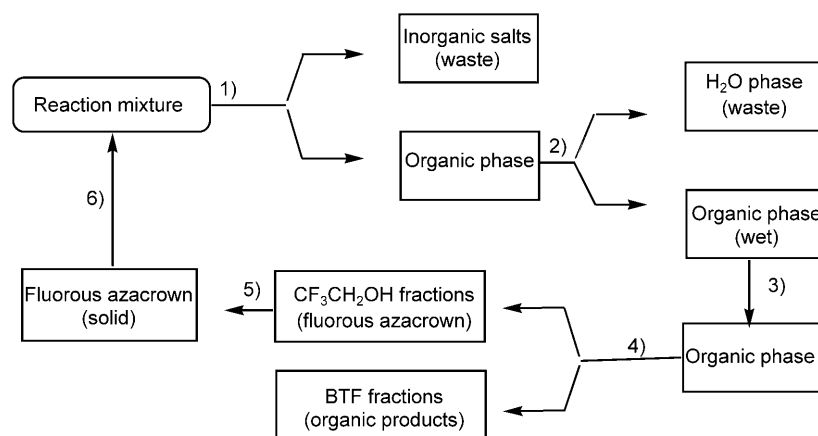 Inorganic salts
(waste)
1)
Reaction mixture
H₂O phase
(waste)
Organic phase
2)
6)
Organic phase
(wet)
3)
Fluorous azacrown
(solid)
5)
CF₃CH₂OH fractions
(fluorous azacrown)
4)
Organic phase
BTF fractions
(organic products)